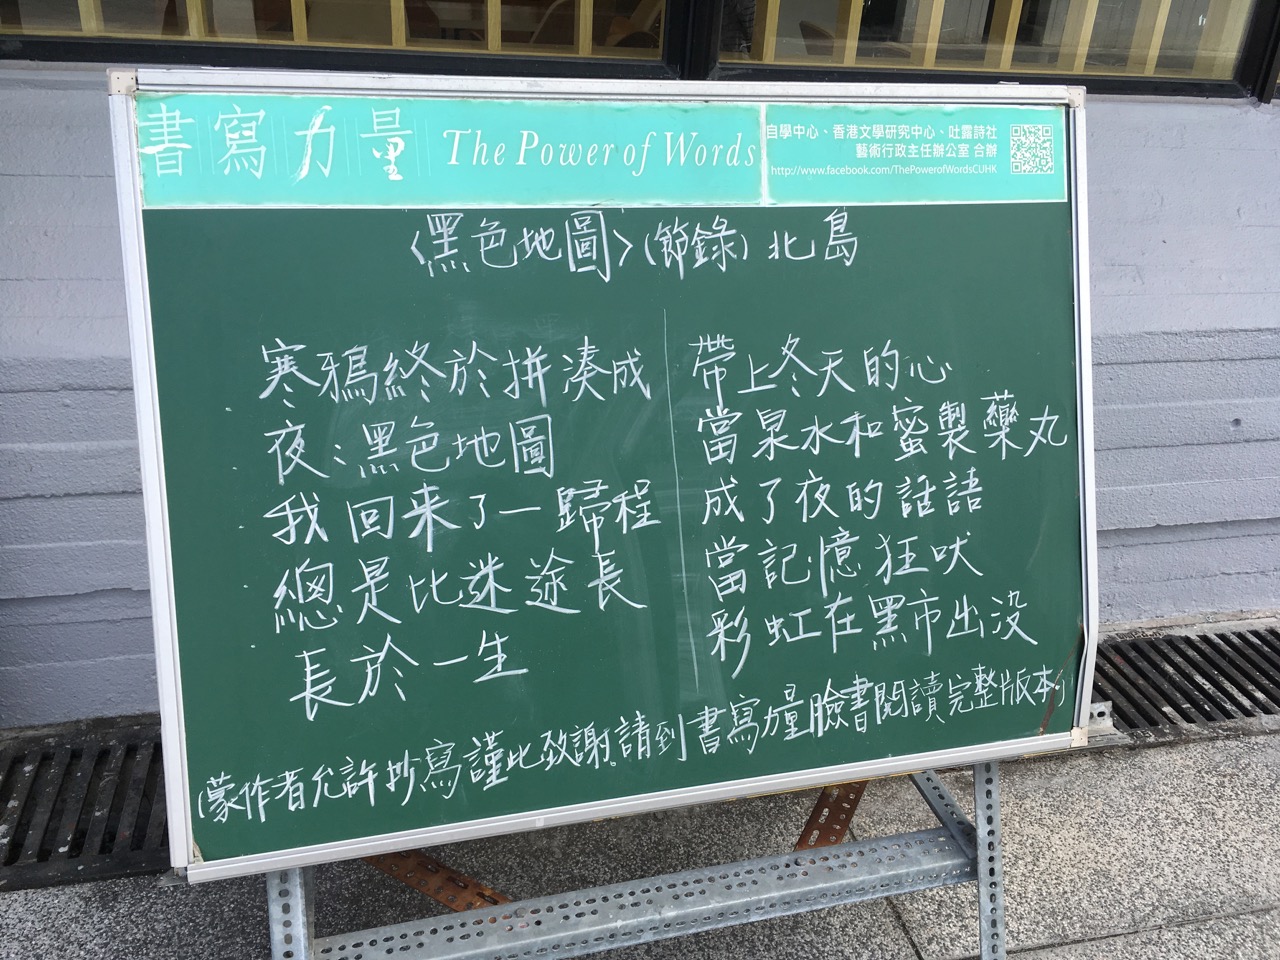 書寫力量 The Power of Words
自學中心、香港文學研究中心、吐露詩社
藝術行政主任辦公室 合辦
http://www.facebook.com/ThePowerofWordsCUHK
〈黑色地圖〉(節錄) 北島
寒鴉終於拼湊成
夜：黑色地圖
我回来了－歸程
總是比迷途長
長於一生
帶上冬天的心
當泉水和蜜製藥丸
成了夜的話語
當記憶狂吠
彩虹在黑市出没
(蒙作者允許抄寫謹此致謝。請到書寫力量臉書閱讀完整版本)